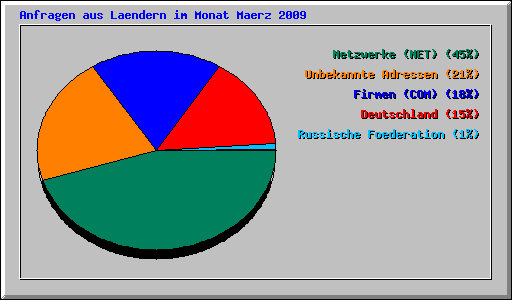 Anfragen aus Laendern im Monat Maerz 2009
Netzwerke (NET) (45%)
Unbekannte Adressen (21%)
Firmen (COM) (18%)
Deutschland (15%)
Russische Foederation (1%)